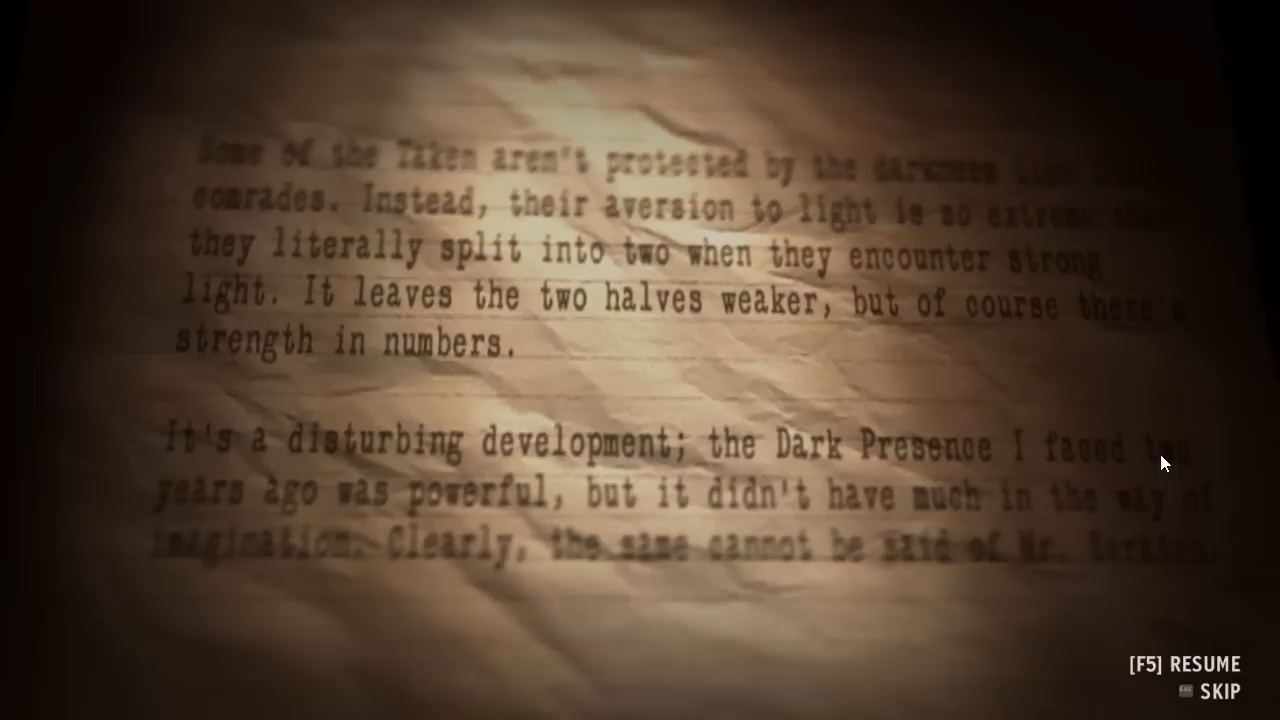 Some of the Taken aren't protected by the darkness like
comrades. Instead, their aversion to light is so extreme that
they literally split into two when they encounter strong
light. It leaves the two halves weaker, but of course there's
strength in numbers.
It's a disturbing development; the Dark Presence I faced two
years ago was powerful, but it didn't have much in the way of
imagination. Clearly, the same cannot be said of Mr. Scratch.
[F5] RESUME
SKIP